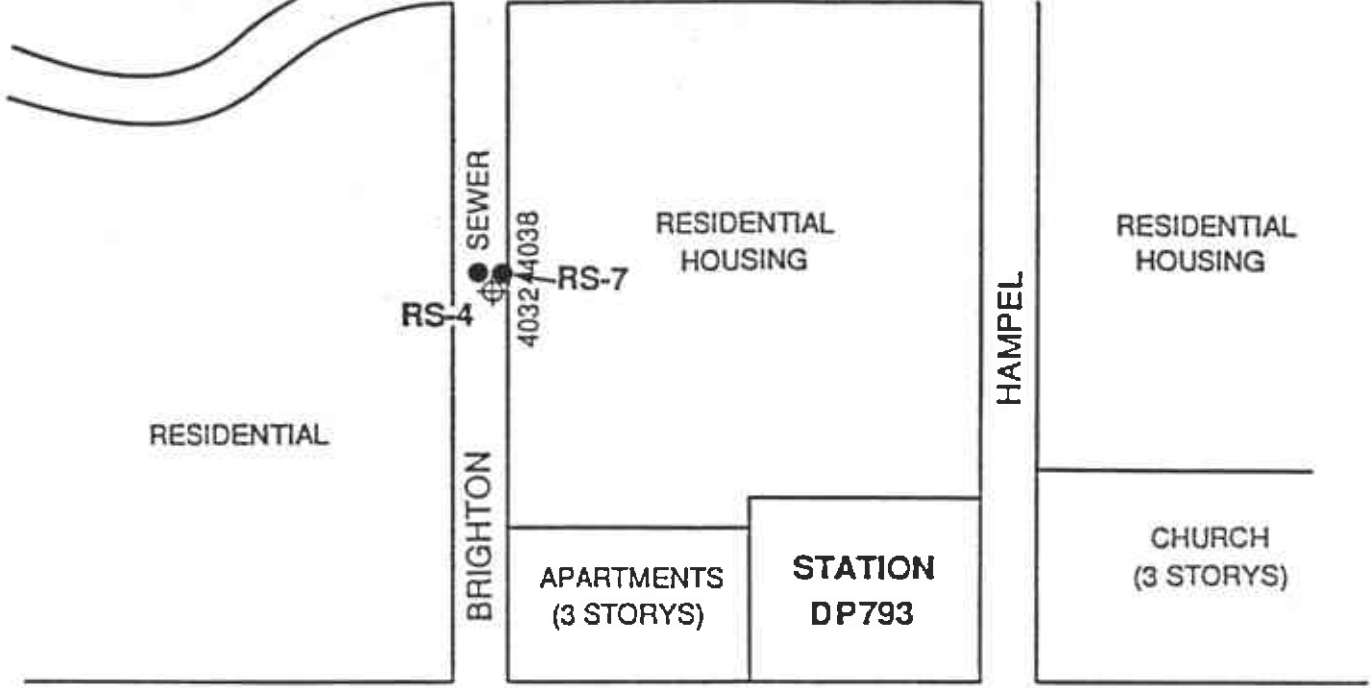 SEWER
4038
4032
RS-7
RS-4
RESIDENTIAL
HOUSING
RESIDENTIAL
HOUSING
HAMPEL
RESIDENTIAL
BRIGHTON
APARTMENTS
(3 STORYS)
STATION
DP793
CHURCH
(3 STORYS)